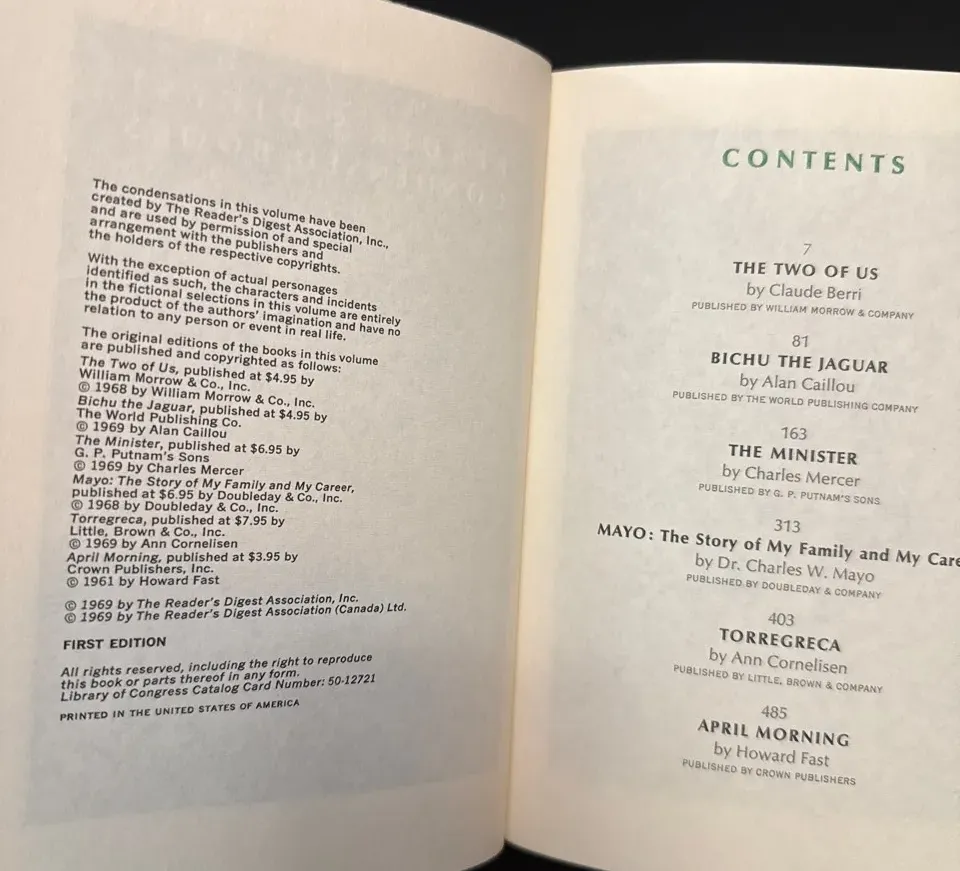 The condensations in this volume have been
created by The Reader's Digest Association, Inc.,
and are used by permission of and special
arrangement with the publishers and
the holders of the respective copyrights.
With the exception of actual personages
identified as such, the characters and incidents
in the fictional selections in this volume are entirely
the product of the authors' imagination and have no
relation to any person or event in real life.
The original editions of the books in this volume
are published and copyrighted as follows:
The Two of Us, published at $4.95 by
William Morrow & Co., Inc.
© 1968 by William Morrow & Co., Inc.
Bichu the Jaguar, published at $4.95 by
The World Publishing Co.
© 1969 by Alan Caillou
The Minister, published at $6.95 by
G. P. Putnam's Sons
© 1969 by Charles Mercer
Mayo: The Story of My Family and My Career,
published at $6.95 by Doubleday & Co., Inc.
© 1968 by Doubleday & Co., Inc.
Torregreca, published at $7.95 by
Little, Brown & Co., Inc.
© 1969 by Ann Cornelisen
April Morning, published at $3.95 by
Crown Publishers, Inc.
© 1961 by Howard Fast
© 1969 by The Reader's Digest Association, Inc.
© 1969 by The Reader's Digest Association (Canada) Ltd.
FIRST EDITION
All rights reserved, including the right to reproduce
this book or parts thereof in any form.
Library of Congress Catalog Card Number: 50-12721
PRINTED IN THE UNITED STATES OF AMERICA
CONTENTS
7
THE TWO OF US
by Claude Berri
PUBLISHED BY WILLIAM MORROW & COMPANY
81
BICHU THE JAGUAR
by Alan Caillou
PUBLISHED BY THE WORLD PUBLISHING COMPANY
163
THE MINISTER
by Charles Mercer
PUBLISHED BY G. P. PUTNAM'S SONS
313
MAYO: The Story of My Family and My Care
by Dr. Charles W. Mayo
PUBLISHED BY DOUBLEDAY & COMPANY
403
TORREGRECA
by Ann Cornelisen
PUBLISHED BY LITTLE, BROWN & COMPANY
485
APRIL MORNING
by Howard Fast
PUBLISHED BY CROWN PUBLISHERS